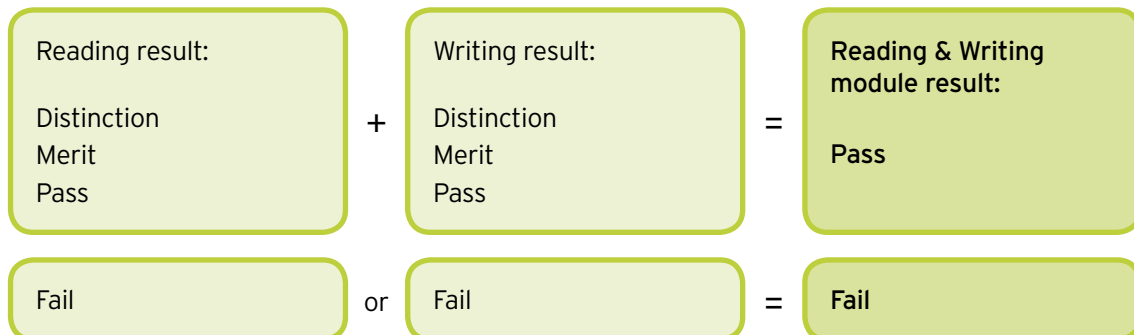 Reading result:
Distinction
Merit
Pass
+
Writing result:
Distinction
Merit
Pass
=
Reading & Writing
module result:
Pass
Fail
or
Fail
=
Fail